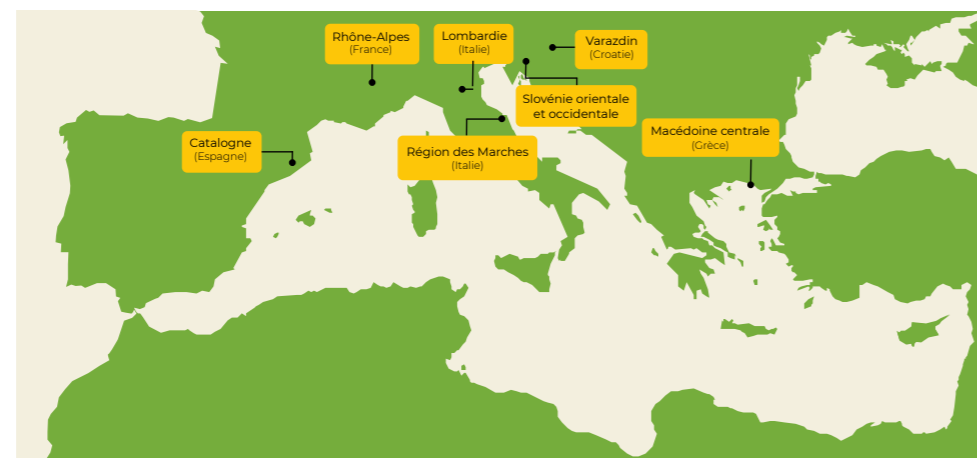 Rhône-Alpes
(France)
Lombardie
(Italie)
Varazdin
(Croatie)
Slovénie orientale
et occidentale
Catalogne
(Espagne)
Région des Marches
(Italie)
Macédoine centrale
(Grèce)